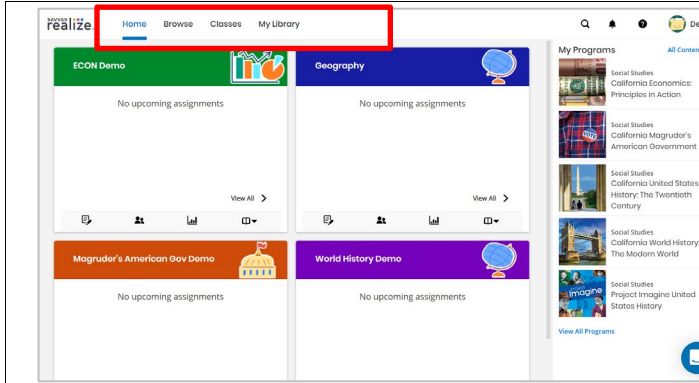 SAVVAS
realize.
Home Browse Classes My Library
De
ECON Demo
No upcoming assignments
View All
Geography
No upcoming assignments
View All
Magruder's American Gov Demo
No upcoming assignments
World History Demo
No upcoming assignments
My Programs
All Conten
Social Studies
California Economics:
Principles in Action
Social Studies
California Magruder's
American Government
VOTE
Social Studies
California United States
History: The Twentieth
Century
Social Studies
California World History:
The Modern World
Imagine
Social Studies
Project Imagine United
States History
View All Programs